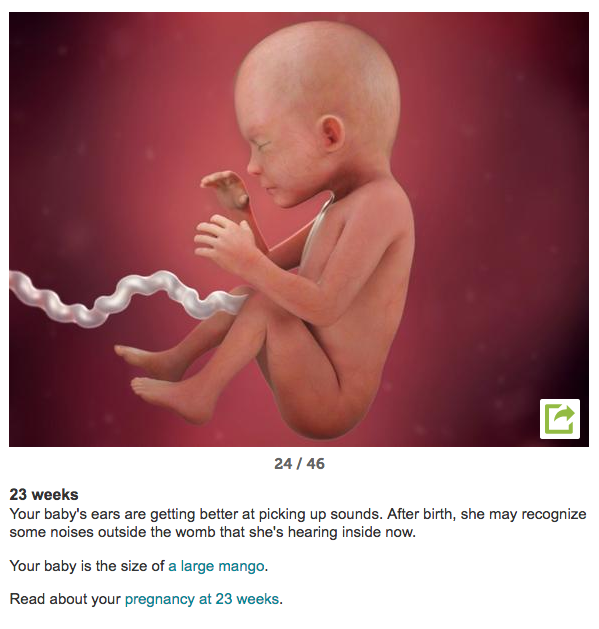 24 / 46
23 weeks
Your baby's ears are getting better at picking up sounds. After birth, she may recognize
some noises outside the womb that she's hearing inside now.
Your baby is the size of a large mango.
Read about your pregnancy at 23 weeks.